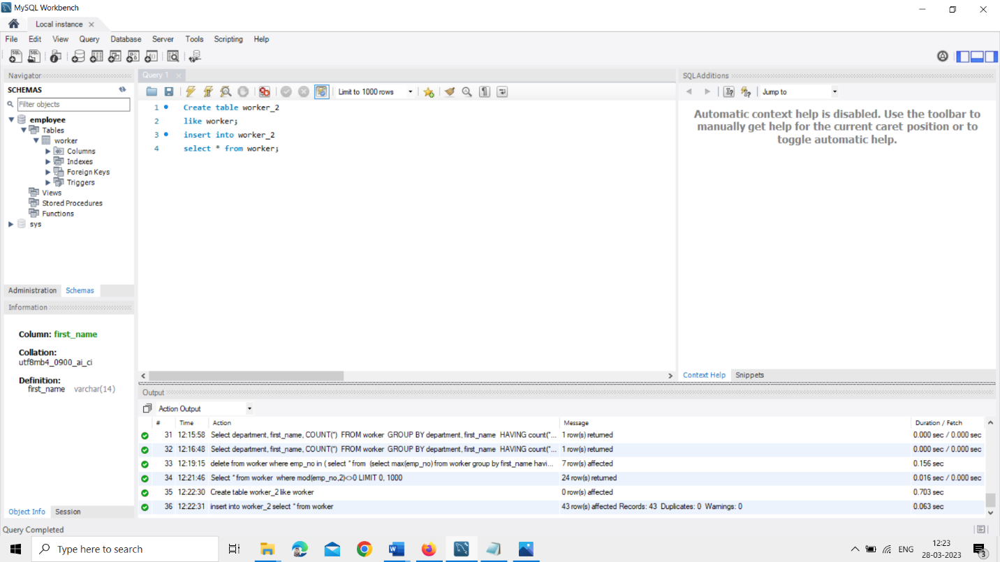 MySQL Workbench
Local instance
File Edit View Query Database Server Tools Scripting Help
Navigator
SCHEMAS
Filter objects
employee
Tables
worker
Columns
Indexes
Foreign Keys
Triggers
Views
Stored Procedures
Functions
sys
Administration Schemas
Information
Column: first_name
Collation:
utf8mb4_0900_ai_ci
Definition:
first_name varchar(14)
Object Info Session
Query 1
Limit to 1000 rows
1 Create table worker_2
2 like worker;
3 insert into worker_2
4 select * from worker;
SQLAdditions
Jump to
Automatic context help is disabled. Use the toolbar to
manually get help for the current caret position or to
toggle automatic help.
Context Help Snippets
Output
Action Output
# Time Action Message Duration / Fetch
31 12:15:58 Select department, first_name, COUNT(*) FROM worker GROUP BY department, first_name HAVING count(*... 1 row(s) returned 0.000 sec / 0.000 sec
32 12:16:48 Select department, first_name, COUNT(*) FROM worker GROUP BY department, first_name HAVING count(*... 1 row(s) returned 0.000 sec / 0.000 sec
33 12:19:15 delete from worker where emp_no in ( select * from (select max(emp_no) from worker group by first_name havi... 7 row(s) affected 0.156 sec
34 12:21:46 Select * from worker where mod(emp_no,2)<>0 LIMIT 0, 1000 24 row(s) returned 0.016 sec / 0.000 sec
35 12:22:30 Create table worker_2 like worker 0 row(s) affected 0.703 sec
36 12:22:31 insert into worker_2 select * from worker 43 row(s) affected Records: 43 Duplicates: 0 Warnings: 0 0.063 sec
Query Completed
Type here to search
ENG
12:23
28-03-2023
3